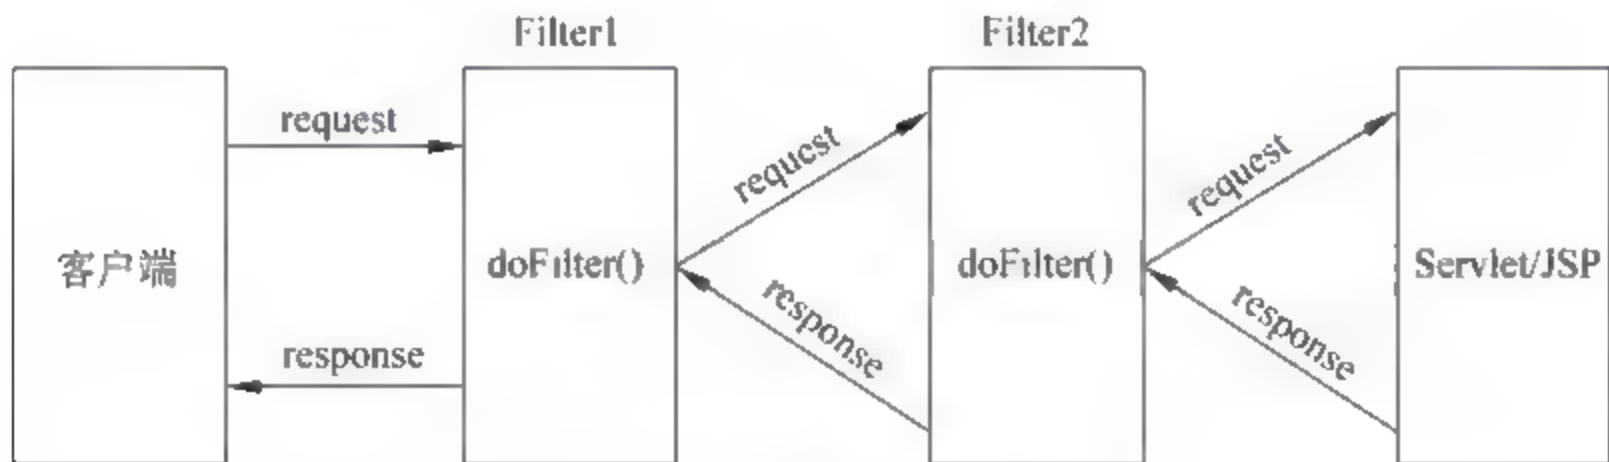 Filter1
Filter2
request
request
request
客户端
doFilter()
doFilter()
Servlet/JSP
response
response
response